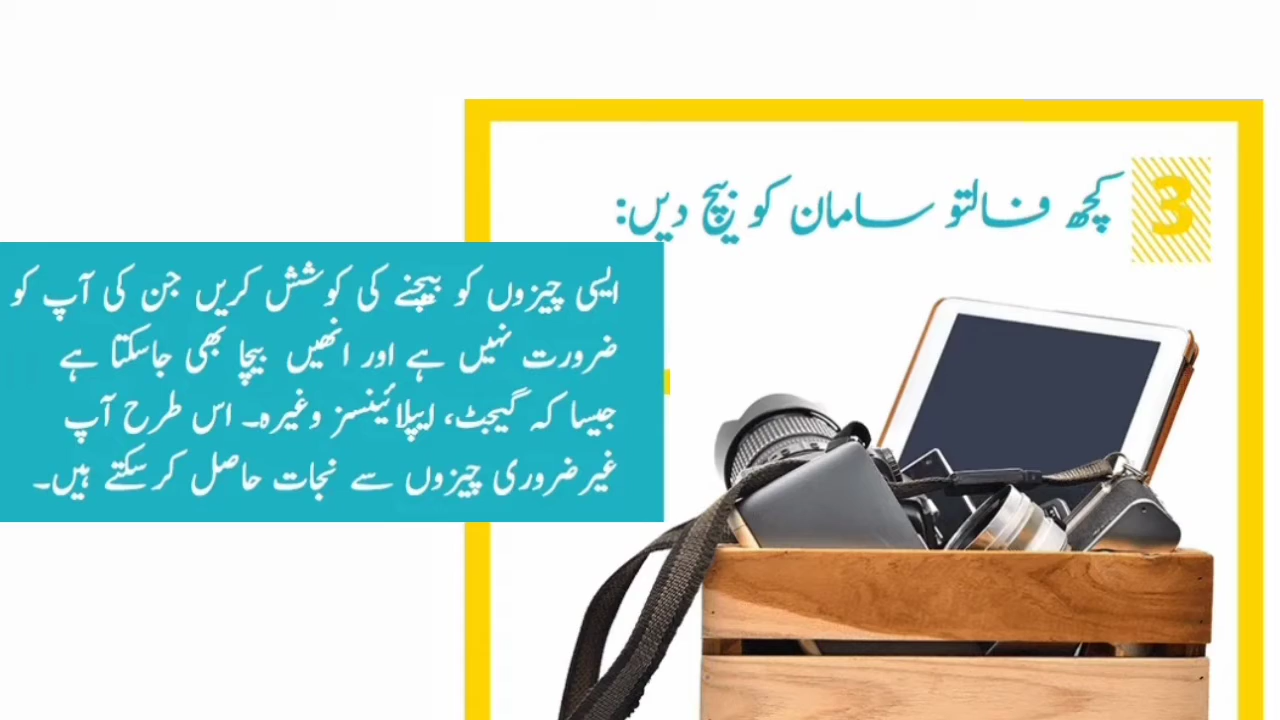 3
کچھ فالتو سامان کو بیچ دیں:
ایسی چیزوں کو بیچنے کی کوشش کریں جن کی آپ کو
ضرورت نہیں ہے اور انھیں بیچا بھی جاسکتا ہے
جیسا کہ گیجٹ، ایپلائینسز وغیرہ۔ اس طرح آپ
غیر ضروری چیزوں سے نجات حاصل کرسکتے ہیں۔